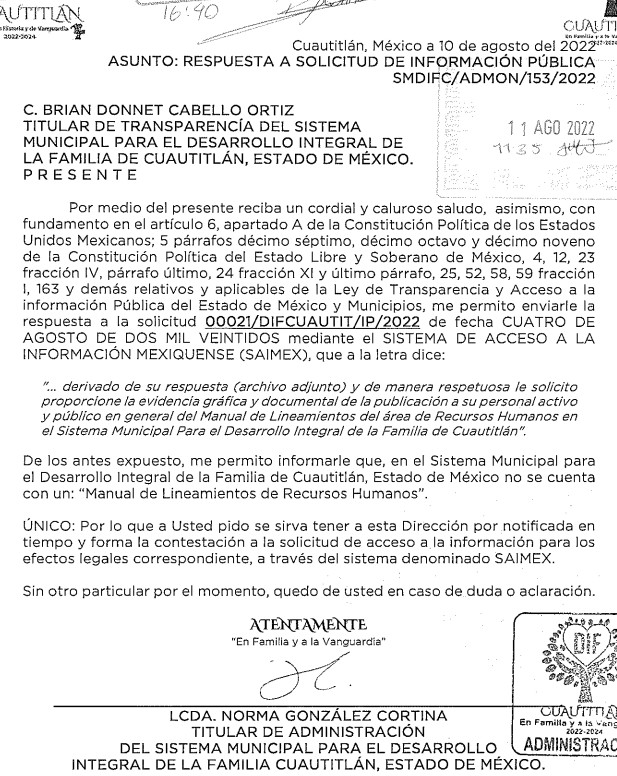 AUTITLÁN
n Historia y de Vanguardia
2022-2024
16:40
CUAUTI
En Familia y a la Va
2022-2024
Cuautitlán, México a 10 de agosto del 2022
ASUNTO: RESPUESTA A SOLICITUD DE INFORMACIÓN PÚBLICA
SMDIFC/ADMON/153/2022
C. BRIAN DONNET CABELLO ORTIZ
TITULAR DE TRANSPARENCÍA DEL SISTEMA
MUNICIPAL PARA EL DESARROLLO INTEGRAL DE
LA FAMILIA DE CUAUTITLÁN, ESTADO DE MÉXICO.
P R E S E N T E
11 AGO 2022
1135
Por medio del presente reciba un cordial y caluroso saludo, asimismo, con
fundamento en el artículo 6, apartado A de la Constitución Política de los Estados
Unidos Mexicanos; 5 párrafos décimo séptimo, décimo octavo y décimo noveno
de la Constitución Política del Estado Libre y Soberano de México, 4, 12, 23
fracción IV, párrafo último, 24 fracción XI y último párrafo, 25, 52, 58, 59 fracción
I, 163 y demás relativos y aplicables de la Ley de Transparencia y Acceso a la
información Pública del Estado de México y Municipios, me permito enviarle la
respuesta a la solicitud 00021/DIFCUAUTIT/IP/2022 de fecha CUATRO DE
AGOSTO DE DOS MIL VEINTIDOS mediante el SISTEMA DE ACCESO A LA
INFORMACIÓN MEXIQUENSE (SAIMEX), que a la letra dice:
"... derivado de su respuesta (archivo adjunto) y de manera respetuosa le solicito
proporcione la evidencia gráfica y documental de la publicación a su personal activo
y público en general del Manual de Lineamientos del área de Recursos Humanos en
el Sistema Municipal Para el Desarrollo Integral de la Familia de Cuautitlán".
De los antes expuesto, me permito informarle que, en el Sistema Municipal para
el Desarrollo Integral de la Familia de Cuautitlán, Estado de México no se cuenta
con un: "Manual de Lineamientos de Recursos Humanos".
ÚNICO: Por lo que a Usted pido se sirva tener a esta Dirección por notificada en
tiempo y forma la contestación a la solicitud de acceso a la información para los
efectos legales correspondiente, a través del sistema denominado SAIMEX.
Sin otro particular por el momento, quedo de usted en caso de duda o aclaración.
ATENTAMENTE
"En Familia y a la Vanguardia"
LCDA. NORMA GONZÁLEZ CORTINA
TITULAR DE ADMINISTRACIÓN
DEL SISTEMA MUNICIPAL PARA EL DESARROLLO
INTEGRAL DE LA FAMILIA CUAUTITLÁN, ESTADO DE MÉXICO.
DIF
CUAUTITLÁ
En Familia y a la Vang
2022-2024
ADMINISTRAC